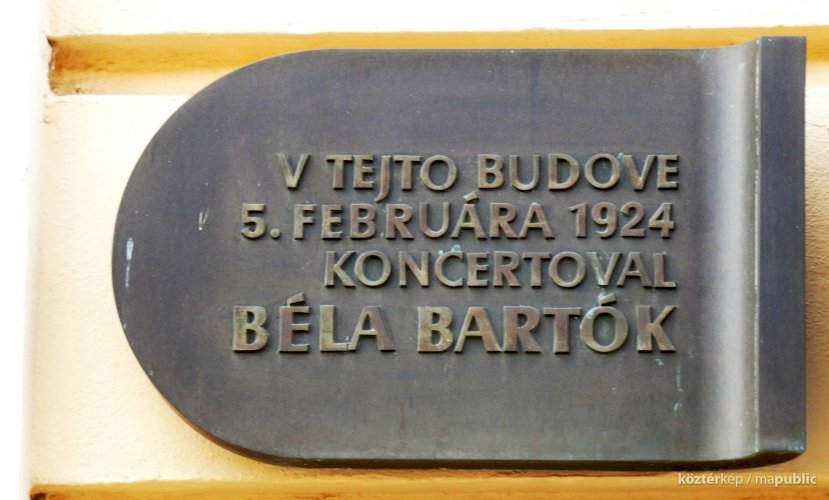 V TEJTO BUDOVE
5. FEBRUÁRA 1924
KONCERTOVAL
BÉLA BARTÓK
köztérkép / mapublic